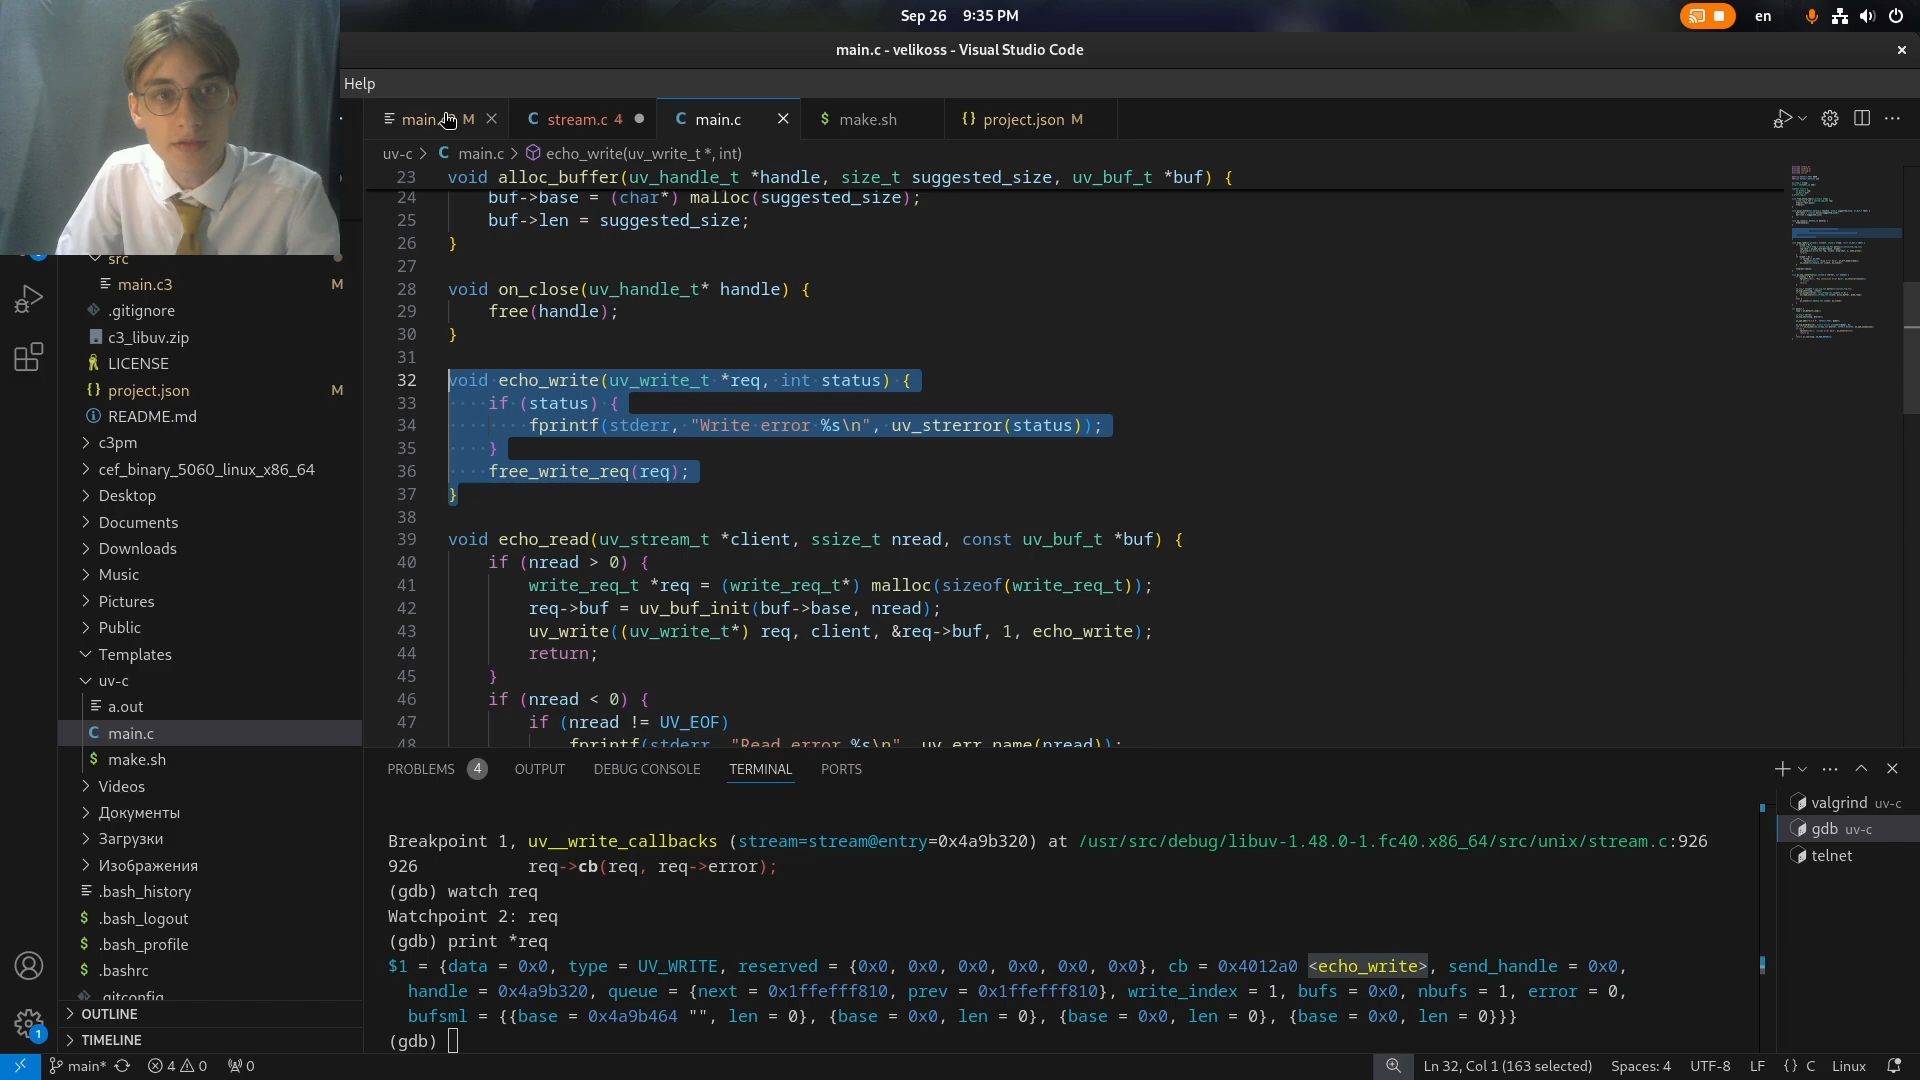 Sep 26 9:35 PM
en
main.c - velikoss - Visual Studio Code
Help
M
stream.c 4
main.c
make.sh
project.json M
uv-c > main.c > echo_write(uv_write_t *, int)
23 void alloc_buffer(uv_handle_t *handle, size_t suggested_size, uv_buf_t *buf) {
24 buf->base = (char*) malloc(suggested_size);
25 buf->len = suggested_size;
26 }
27
28 void on_close(uv_handle_t* handle) {
29 free(handle);
30 }
31
32 void echo_write(uv_write_t *req, int status) {
33 if (status) {
34 fprintf(stderr, "Write error %s\n", uv_strerror(status));
35 }
36 free_write_req(req);
37 }
38
39 void echo_read(uv_stream_t *client, ssize_t nread, const uv_buf_t *buf) {
40 if (nread > 0) {
41 write_req_t *req = (write_req_t*) malloc(sizeof(write_req_t));
42 req->buf = uv_buf_init(buf->base, nread);
43 uv_write((uv_write_t*) req, client, &req->buf, 1, echo_write);
44 return;
45 }
46 if (nread < 0) {
47 if (nread != UV_EOF)
48 fprintf(stderr, "Read error %s\n", uv_err_name(nread));
src
main.c3 M
.gitignore
c3_libuv.zip
LICENSE
project.json M
README.md
c3pm
cef_binary_5060_linux_x86_64
Desktop
Documents
Downloads
Music
Pictures
Public
Templates
uv-c
a.out
main.c
make.sh
Videos
Документы
Загрузки
Изображения
.bash_history
.bash_logout
.bash_profile
.bashrc
.gitconfig
OUTLINE
TIMELINE
PROBLEMS 4 OUTPUT DEBUG CONSOLE TERMINAL PORTS
Breakpoint 1, uv__write_callbacks (stream=stream@entry=0x4a9b320) at /usr/src/debug/libuv-1.48.0-1.fc40.x86_64/src/unix/stream.c:926
926 req->cb(req, req->error);
(gdb) watch req
Watchpoint 2: req
(gdb) print *req
$1 = {data = 0x0, type = UV_WRITE, reserved = {0x0, 0x0, 0x0, 0x0, 0x0, 0x0}, cb = 0x4012a0 <echo_write>, send_handle = 0x0,
handle = 0x4a9b320, queue = {next = 0x1ffefff810, prev = 0x1ffefff810}, write_index = 1, bufs = 0x0, nbufs = 1, error = 0,
bufsml = {{base = 0x4a9b464 "", len = 0}, {base = 0x0, len = 0}, {base = 0x0, len = 0}, {base = 0x0, len = 0}}}
(gdb)
valgrind uv-c
gdb uv-c
telnet
1
main* 4 0 0
Ln 32, Col 1 (163 selected) Spaces: 4 UTF-8 LF {} C Linux